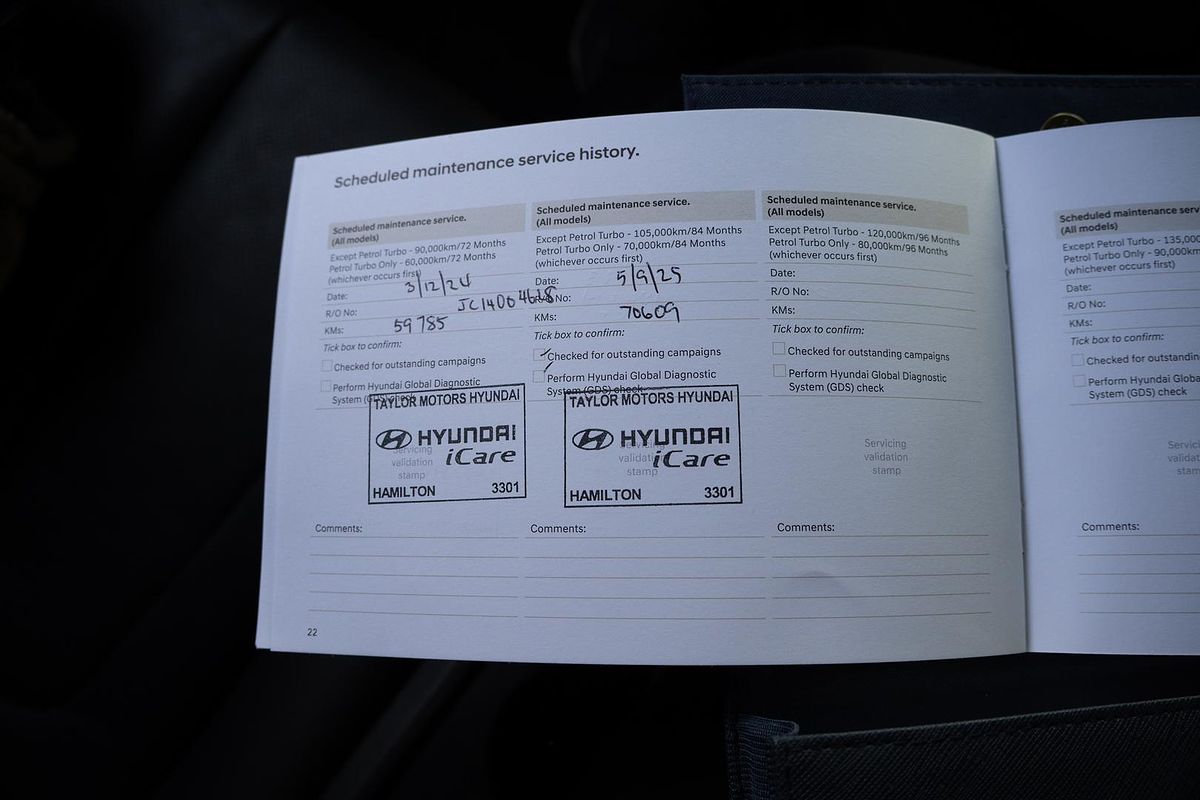 Scheduled maintenance service history.
Scheduled maintenance service.
(All models)
Except Petrol Turbo - 90,000km/72 Months
Petrol Turbo Only - 60,000km/72 Months
(whichever occurs first)
Date: 3/12/24
R/O No: JC14004618
KMs: 59785
Tick box to confirm:
Checked for outstanding campaigns
Perform Hyundai Global Diagnostic
System (GDS) check
TAYLOR MOTORS HYUNDAI
HYUNDAI
iCare
Servicing
validation
stamp
HAMILTON 3301
Comments:
Scheduled maintenance service.
(All models)
Except Petrol Turbo - 105,000km/84 Months
Petrol Turbo Only - 70,000km/84 Months
(whichever occurs first)
Date: 5/9/25
R/O No:
KMs: 70609
Tick box to confirm:
Checked for outstanding campaigns
Perform Hyundai Global Diagnostic
System (GDS) check
TAYLOR MOTORS HYUNDAI
HYUNDAI
iCare
Servicing
validation
stamp
HAMILTON 3301
Comments:
Scheduled maintenance service.
(All models)
Except Petrol Turbo - 120,000km/96 Months
Petrol Turbo Only - 80,000km/96 Months
(whichever occurs first)
Date:
R/O No:
KMs:
Tick box to confirm:
Checked for outstanding campaigns
Perform Hyundai Global Diagnostic
System (GDS) check
Servicing
validation
stamp
Comments:
22
Scheduled maintenance serv
(All models)
Except Petrol Turbo - 135,00
Petrol Turbo Only - 90,000km
(whichever occurs first)
Date:
R/O No:
KMs:
Tick box to confirm:
Checked for outstandin
Perform Hyundai Globa
System (GDS) check
Servic
valida
stam
Comments: